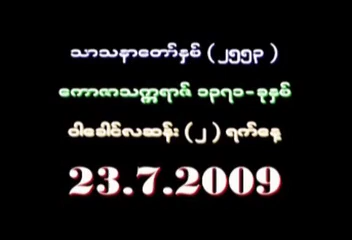 သာသနာတော်နှစ် (၂၅၅၃ )
ကောဇာသက္ကရာဇ် ၁၃၇၁-ခုနှစ်
ဝါခေါင်လဆန်း (၂) ရက်နေ့
23.7.2009